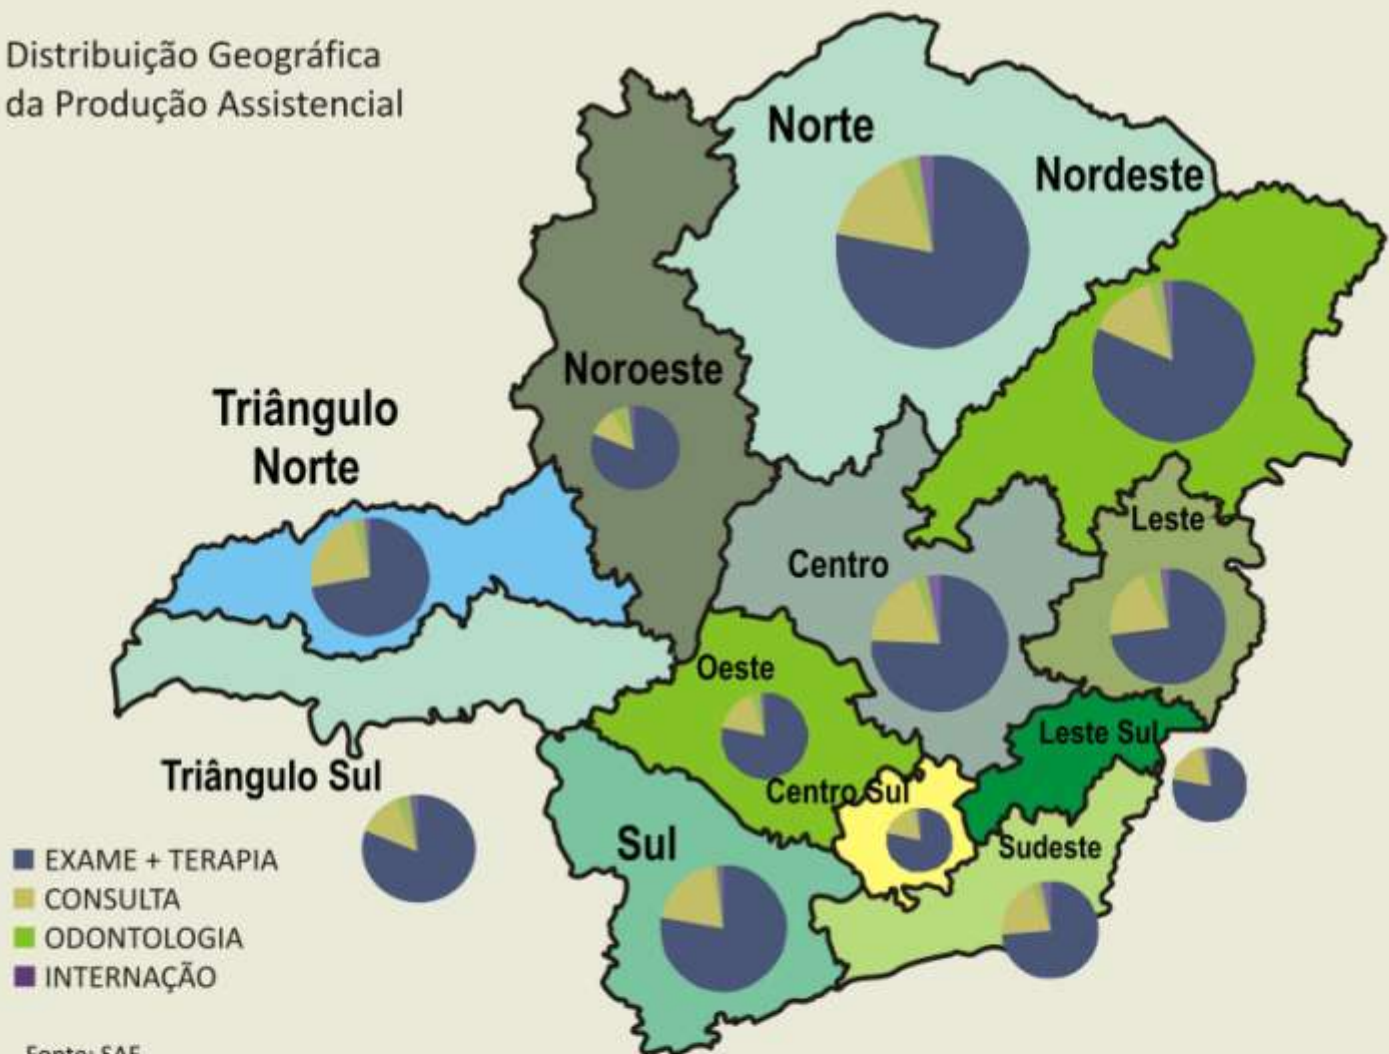 Distribuição Geográfica
da Produção Assistencial
Norte
Nordeste
Noroeste
Triângulo
Norte
Leste
Centro
Oeste
Leste Sul
Triângulo Sul
Centro Sul
Sul
Sudeste
EXAME + TERAPIA
CONSULTA
ODONTOLOGIA
INTERNAÇÃO